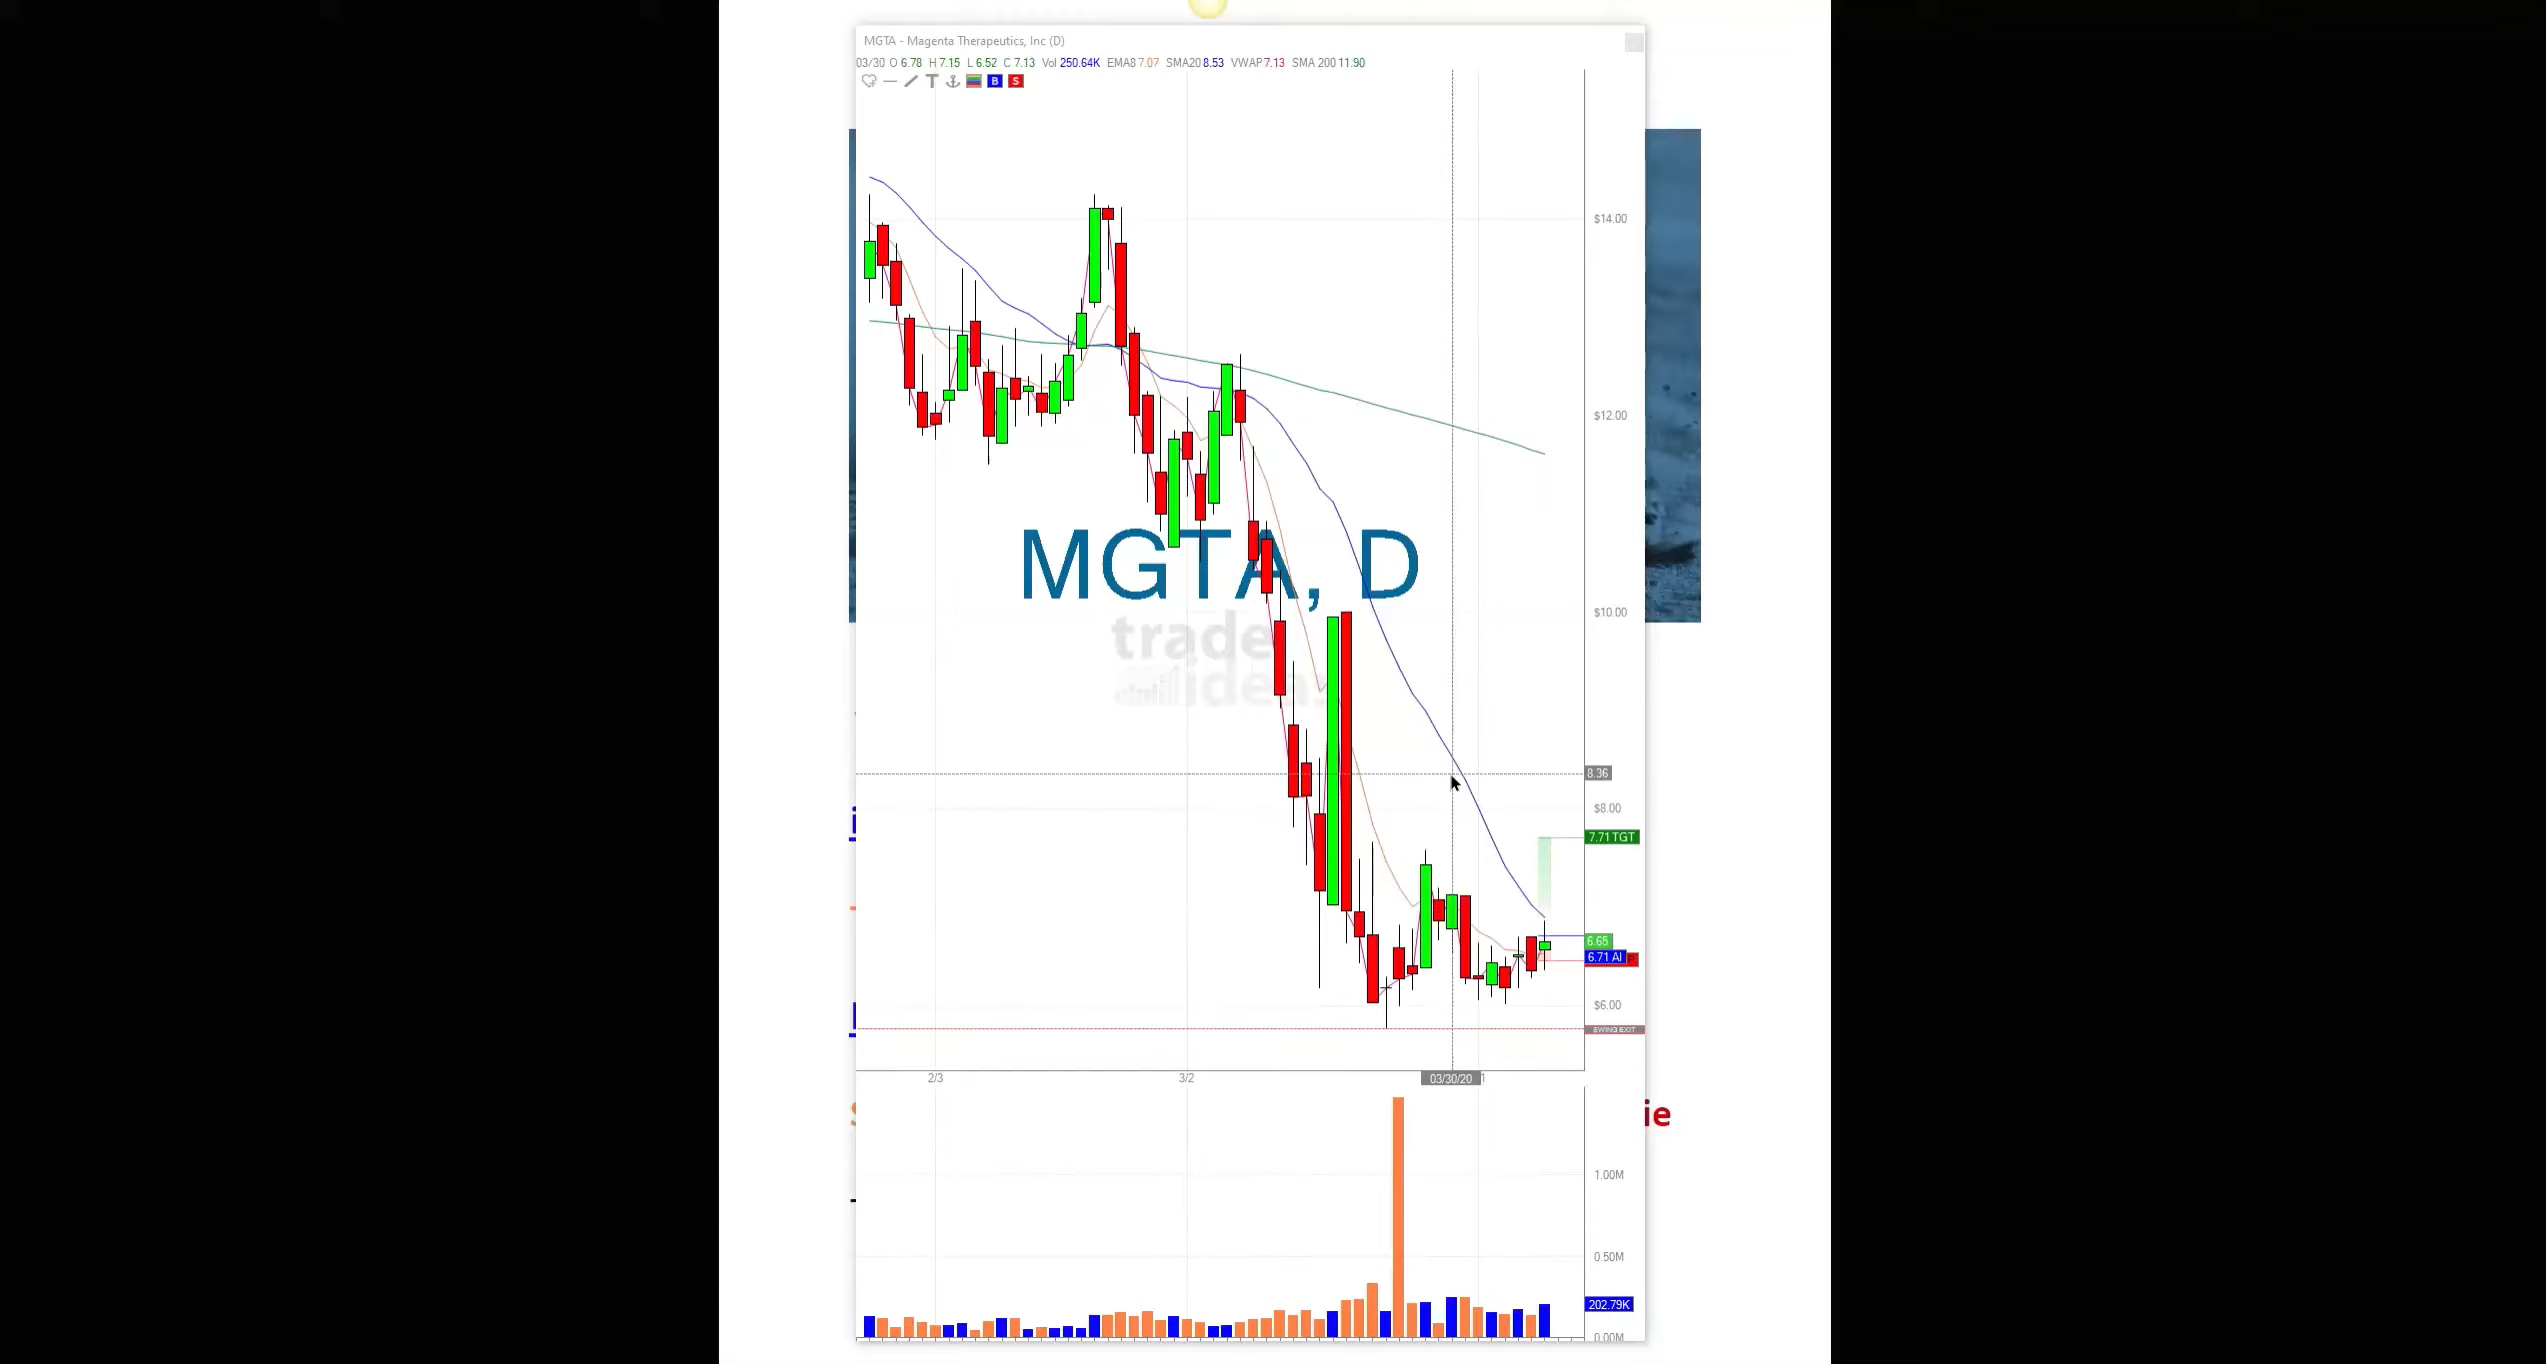 MGTA - Magenta Therapeutics, Inc (D)
03/30 O 6.78 H 7.15 L 6.52 C 7.13 Vol 250.64K EMA8 7.07 SMA20 8.53 VWAP 7.13 SMA 200 11.90
T B S
$14.00
$12.00
MGTA, D
$10.00
trade
ideas
8.36
$8.00
7.71 TGT
6.65
6.71 AI P
$6.00
SWING EXIT
2/3 3/2 03/30/20
ie
1.00M
0.50M
202.79K
0.00M